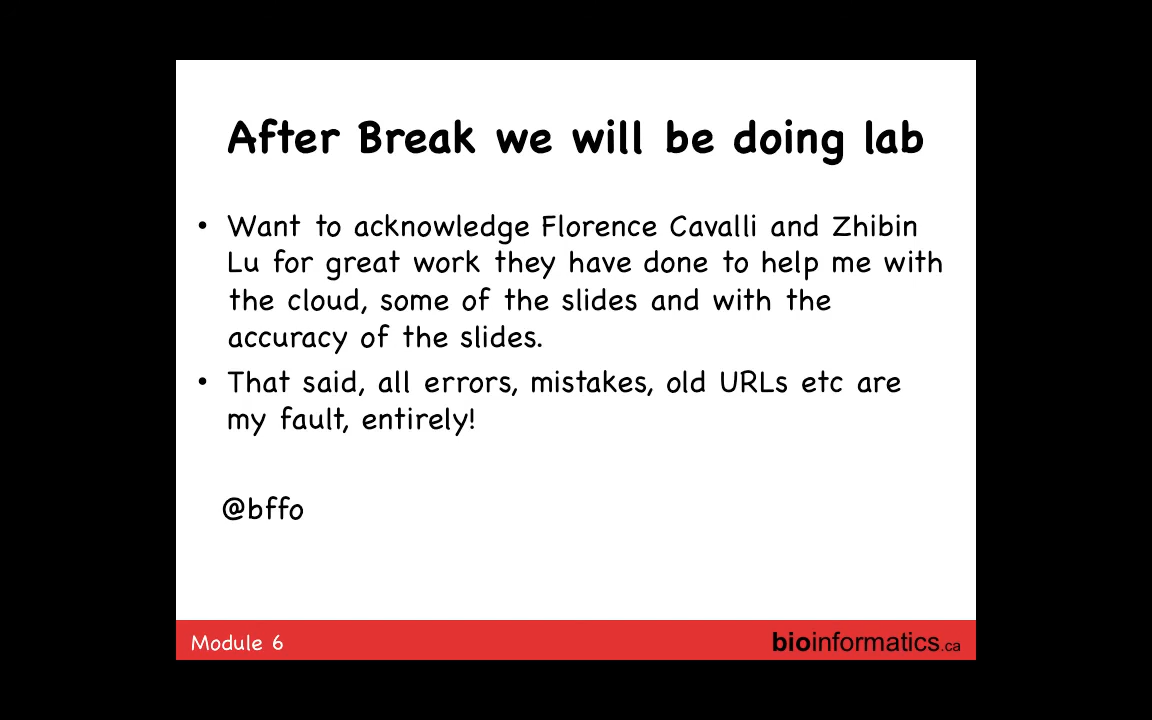 After Break we will be doing lab
• Want to acknowledge Florence Cavalli and Zhibin
Lu for great work they have done to help me with
the cloud, some of the slides and with the
accuracy of the slides.
• That said, all errors, mistakes, old URLs etc are
my fault, entirely!
@bffo
Module 6
bioinformatics.ca